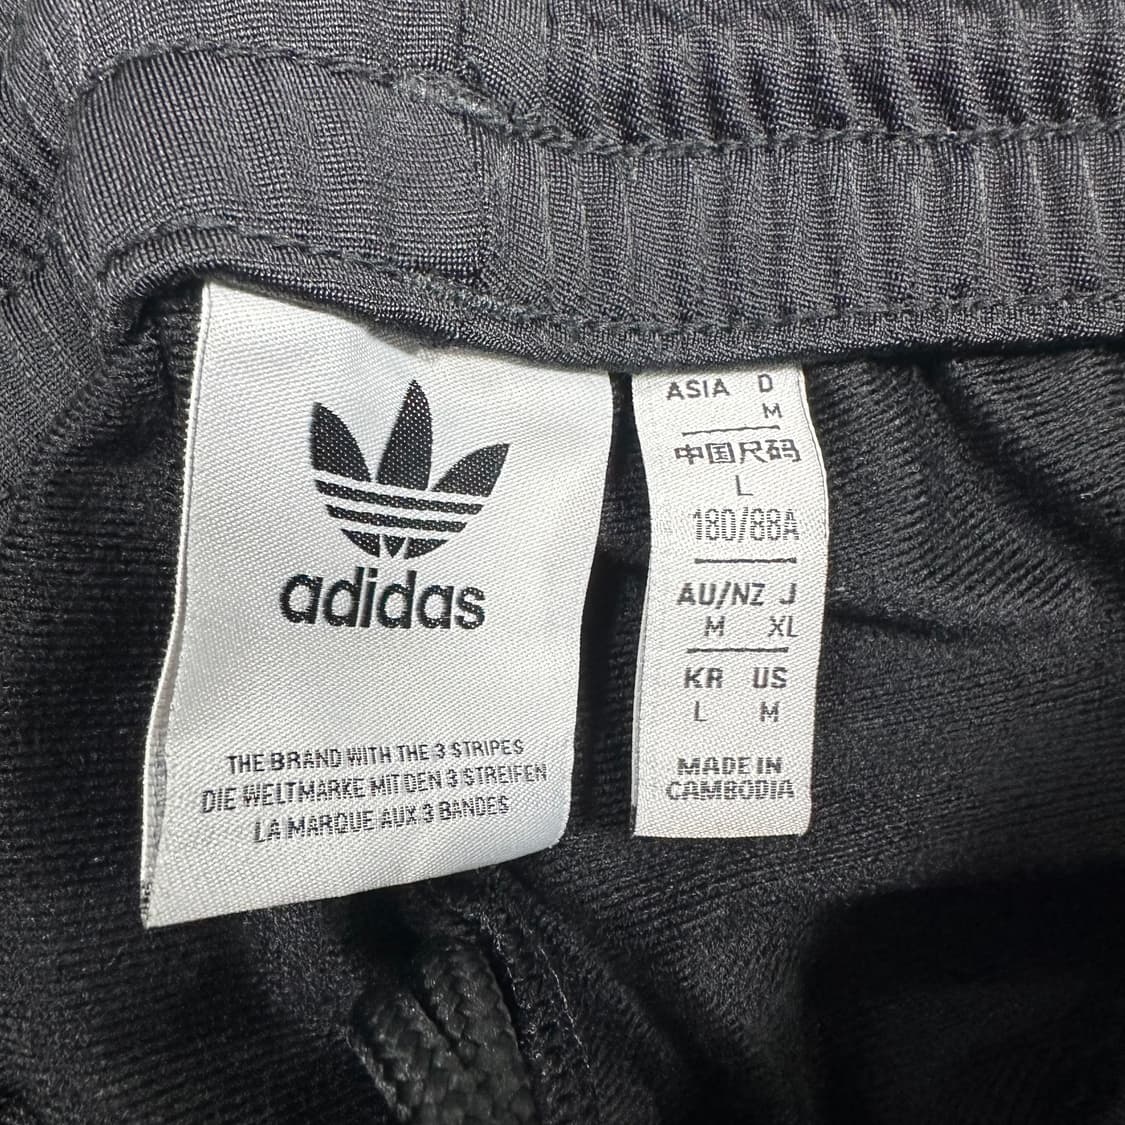 adidas
THE BRAND WITH THE 3 STRIPES
DIE WELTMARKE MIT DEN 3 STREIFEN
LA MARQUE AUX 3 BANDES
ASIA D
M
中国尺码
L
180/88A
AU/NZ J
M XL
KR US
L M
MADE IN
CAMBODIA